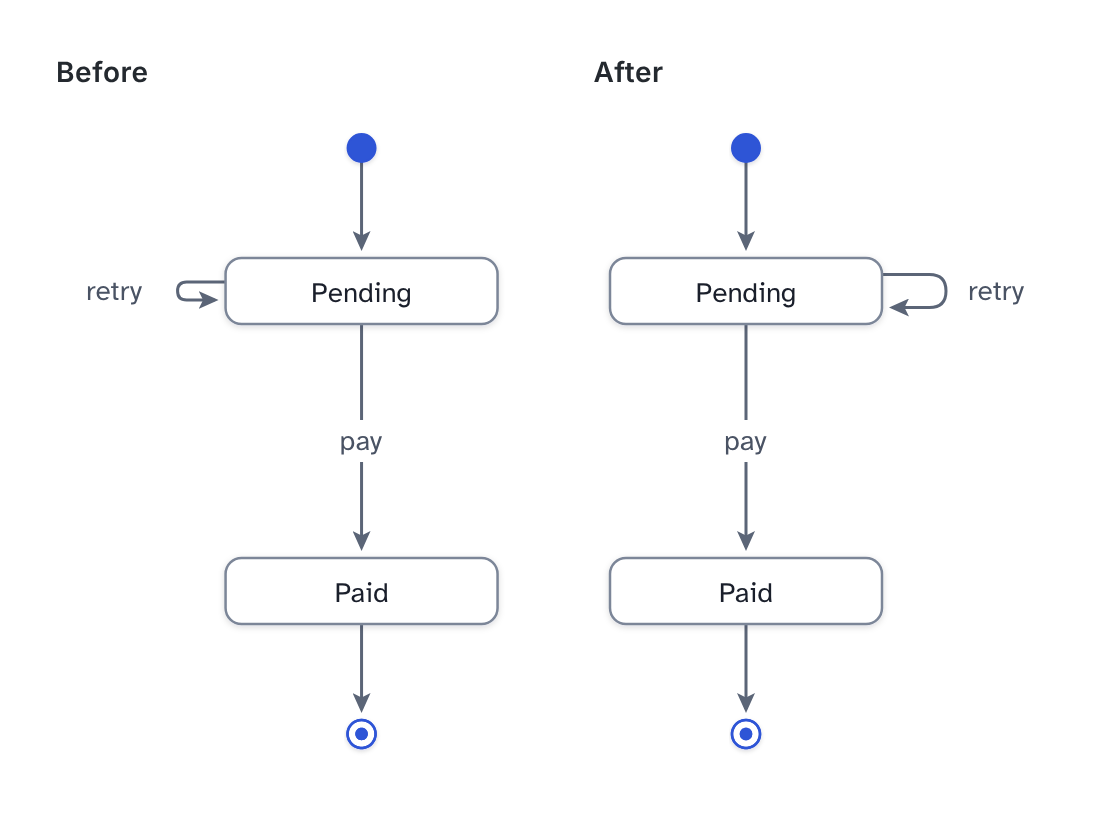 Before
retry
Pending
pay
Paid
After
Pending
retry
pay
Paid